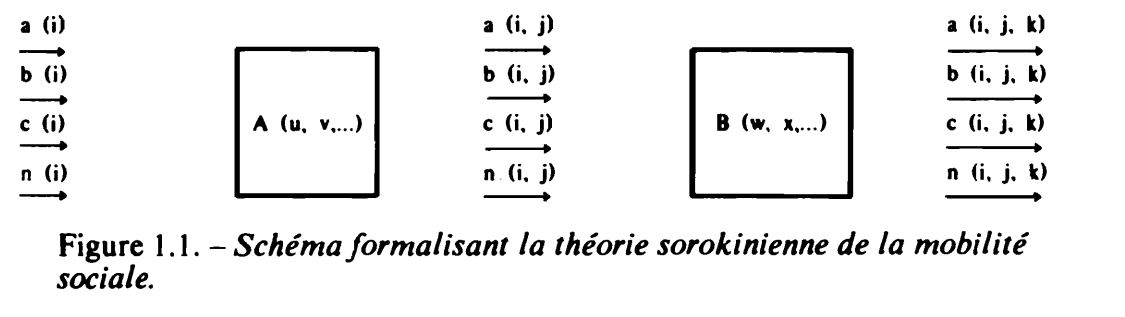 a (i) a (i, j) a (i, j, k)
b (i) b (i, j) b (i, j, k)
c (i) A (u, v,...) c (i, j) B (w, x,...) c (i, j, k)
n (i) n (i, j) n (i, j, k)
Figure 1.1. – Schéma formalisant la théorie sorokinienne de la mobilité
sociale.